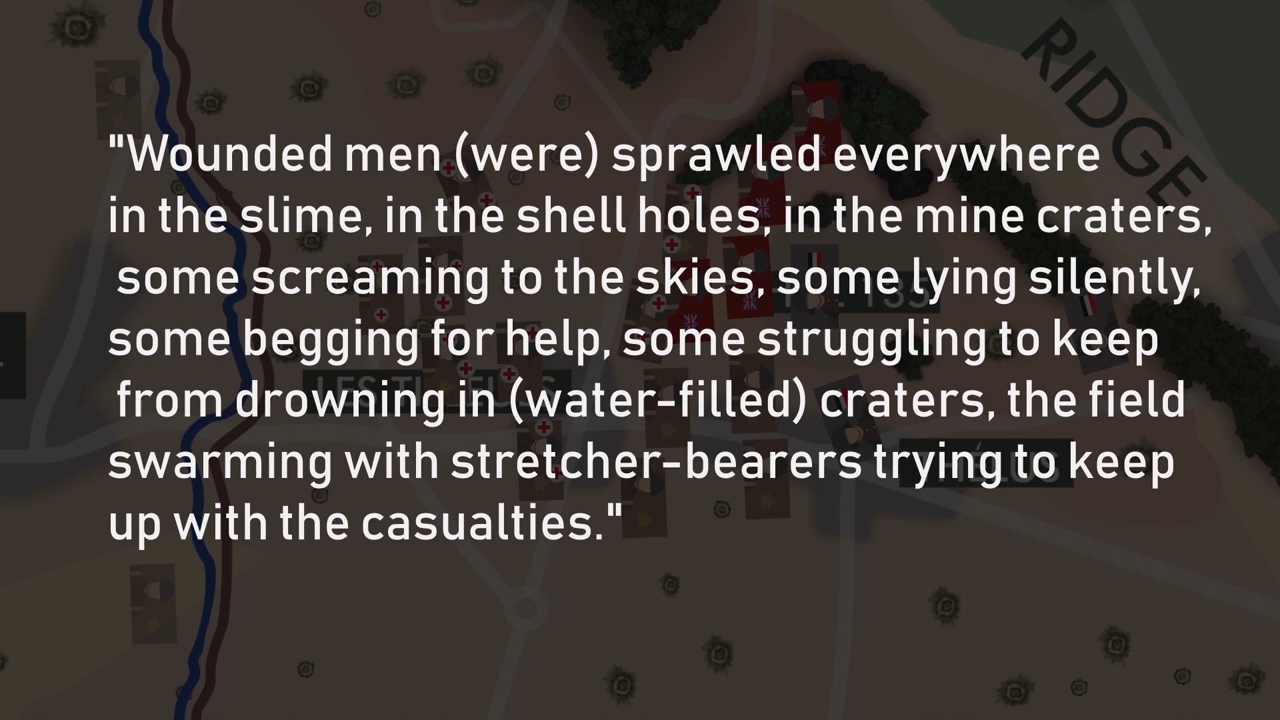 RIDGE
"Wounded men (were) sprawled everywhere
in the slime, in the shell holes, in the mine craters,
some screaming to the skies, some lying silently,
some begging for help, some struggling to keep
from drowning in (water-filled) craters, the field
swarming with stretcher-bearers trying to keep
up with the casualties."